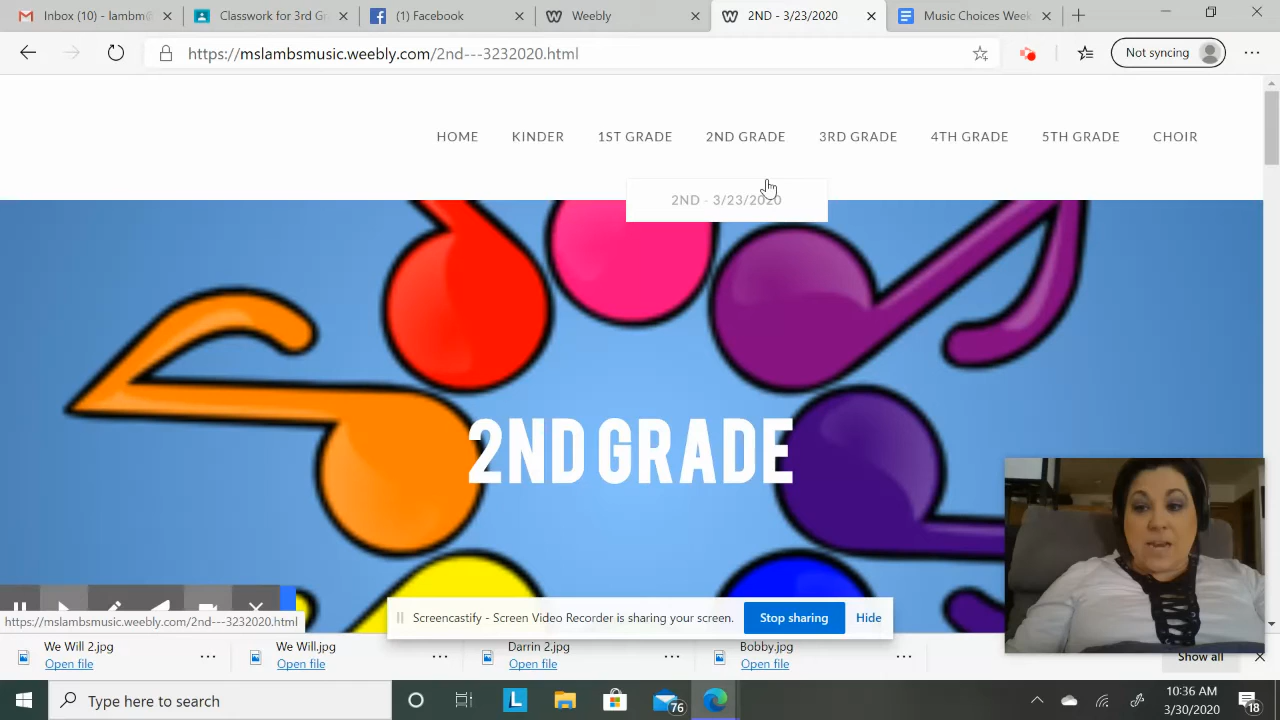 Inbox (10) - lambm@
Classwork for 3rd Gr
(1) Facebook
Weebly
2ND - 3/23/2020
Music Choices Week
https://mslambsmusic.weebly.com/2nd---3232020.html
Not syncing
HOME KINDER 1ST GRADE 2ND GRADE 3RD GRADE 4TH GRADE 5TH GRADE CHOIR
2ND - 3/23/2020
2ND GRADE
Screencastify - Screen Video Recorder is sharing your screen.
Stop sharing
Hide
https://mslambsmusic.weebly.com/2nd---3232020.html
We Will 2.jpg
Open file
We Will.jpg
Open file
Darrin 2.jpg
Open file
Bobby.jpg
Open file
Show all
Type here to search
L
76
10:36 AM
3/30/2020
18